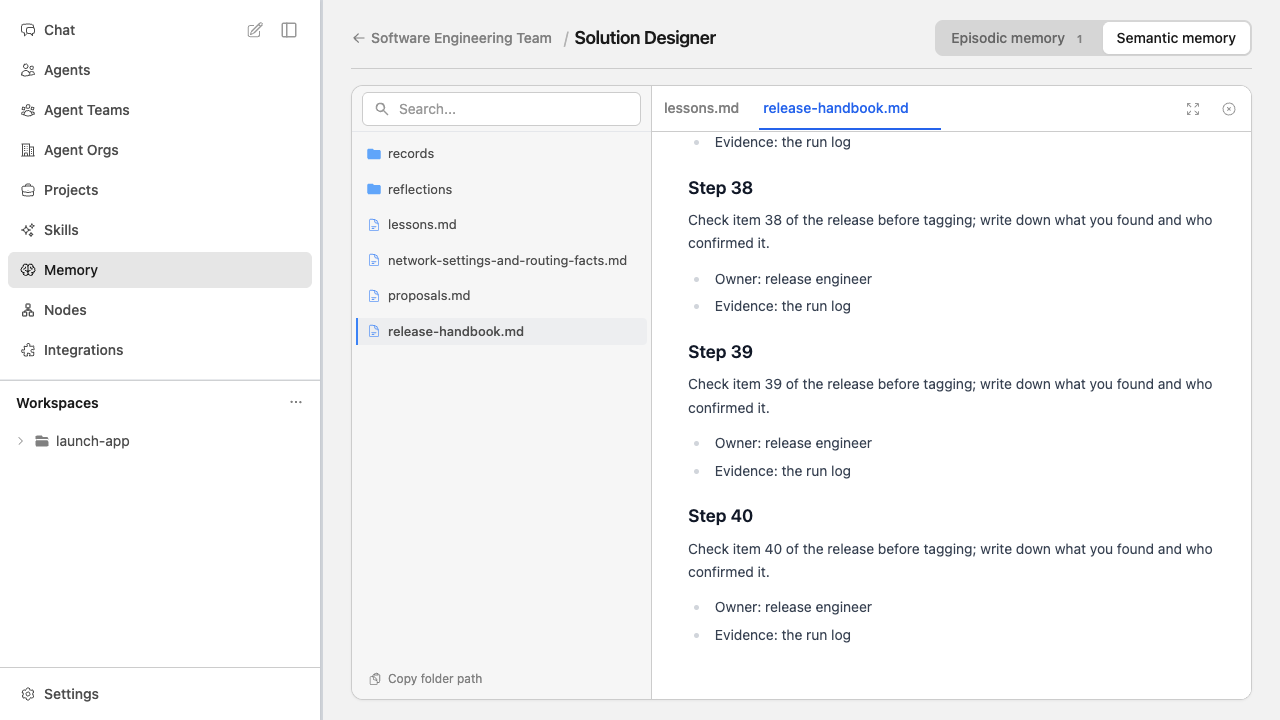 Chat
Agents
Agent Teams
Agent Orgs
Projects
Skills
Memory
Nodes
Integrations
Workspaces
launch-app
Settings
Software Engineering Team / Solution Designer
Episodic memory 1
Semantic memory
Search...
records
reflections
lessons.md
network-settings-and-routing-facts.md
proposals.md
release-handbook.md
Copy folder path
lessons.md
release-handbook.md
Evidence: the run log
Step 38
Check item 38 of the release before tagging; write down what you found and who
confirmed it.
Owner: release engineer
Evidence: the run log
Step 39
Check item 39 of the release before tagging; write down what you found and who
confirmed it.
Owner: release engineer
Evidence: the run log
Step 40
Check item 40 of the release before tagging; write down what you found and who
confirmed it.
Owner: release engineer
Evidence: the run log